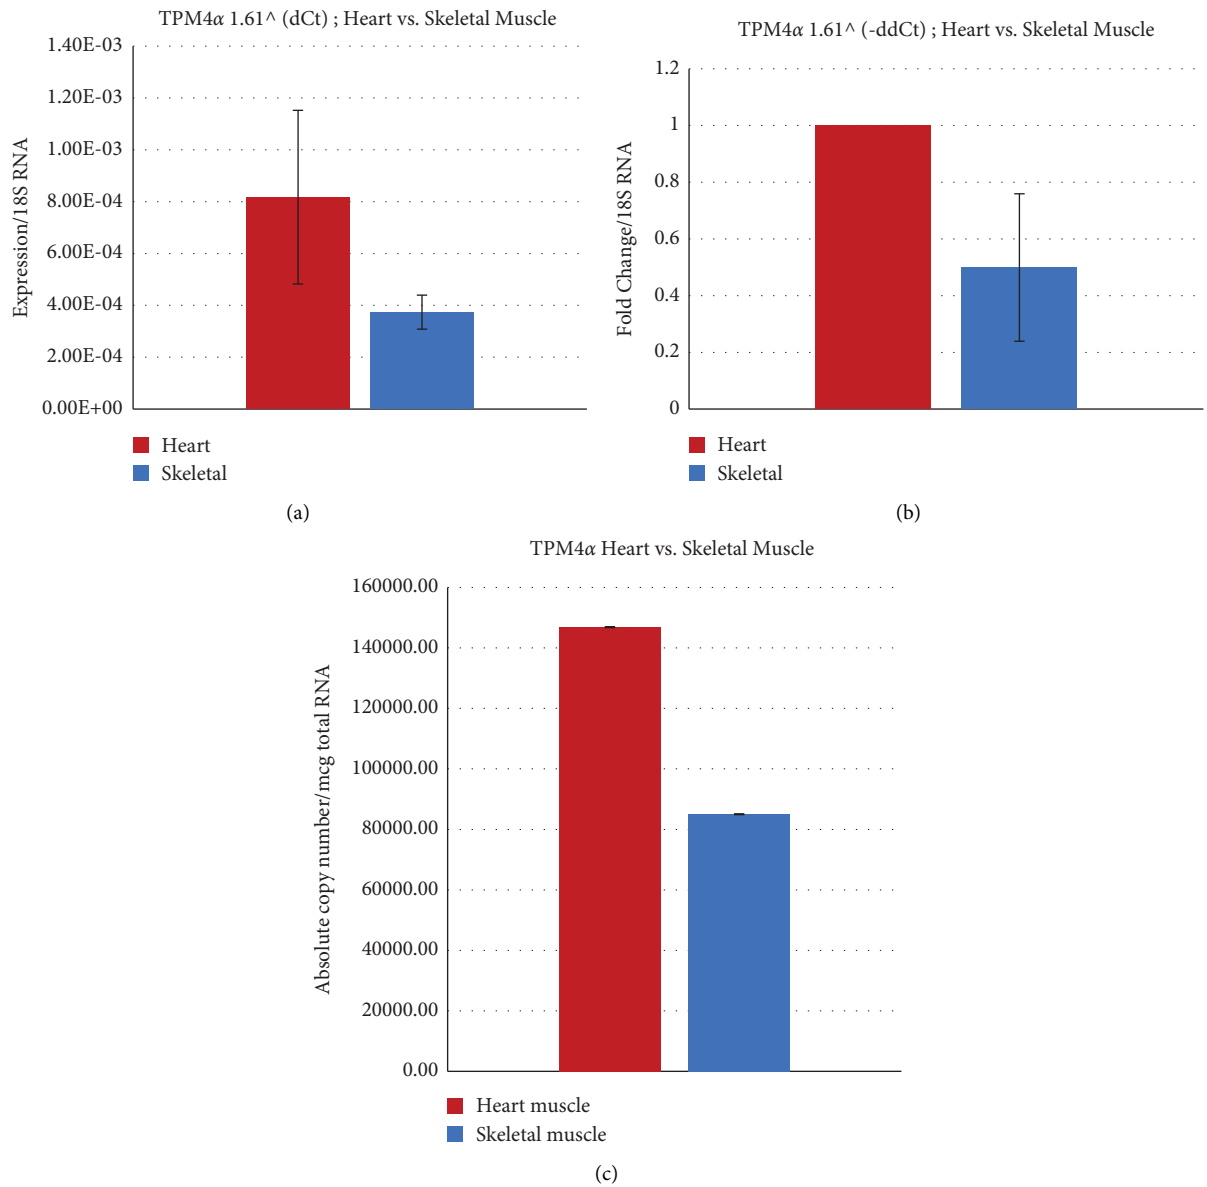 TPM4α 1.61^ (dCt) ; Heart vs. Skeletal Muscle
Expression/18S RNA
1.40E-03
1.20E-03
1.00E-03
8.00E-04
6.00E-04
4.00E-04
2.00E-04
0.00E+00
Heart
Skeletal
(a)
TPM4α 1.61^ (-ddCt) ; Heart vs. Skeletal Muscle
Fold Change/18S RNA
1.2
1
0.8
0.6
0.4
0.2
0
Heart
Skeletal
(b)
TPM4α Heart vs. Skeletal Muscle
Absolute copy number/mcg total RNA
160000.00
140000.00
120000.00
100000.00
80000.00
60000.00
40000.00
20000.00
0.00
Heart muscle
Skeletal muscle
(c)